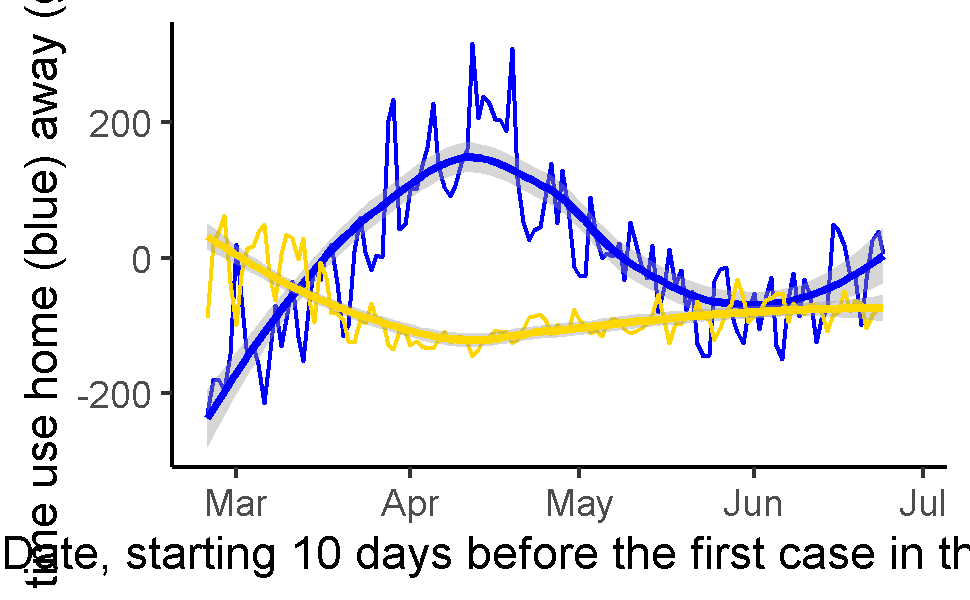 time use home (blue) away (
200
0
-200
Mar Apr May Jun Jul
Date, starting 10 days before the first case in th